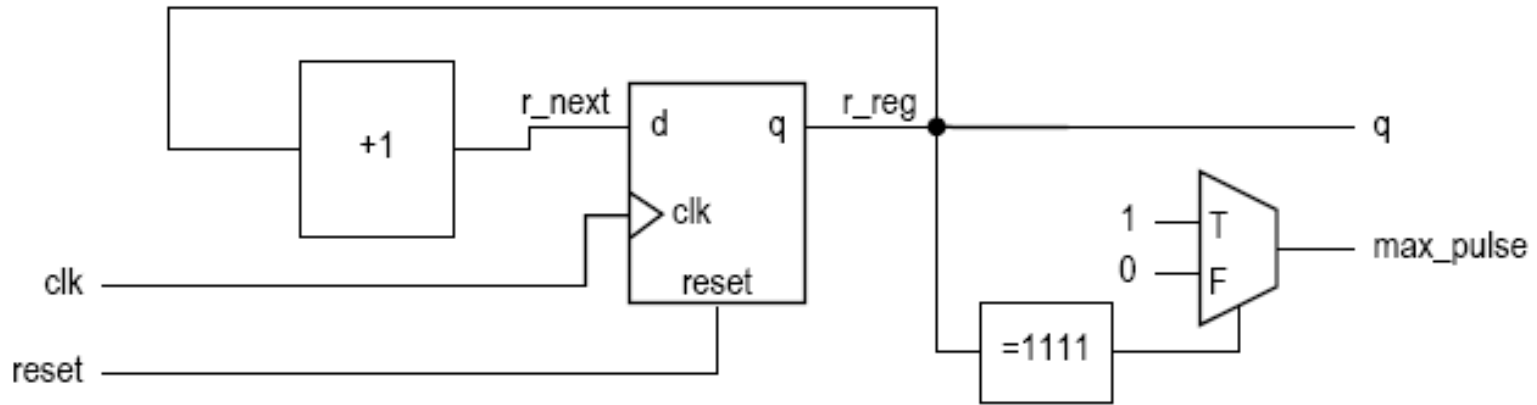 r_next
r_reg
+1
d
q
q
clk
1
T
max_pulse
0
F
clk
reset
=1111
reset